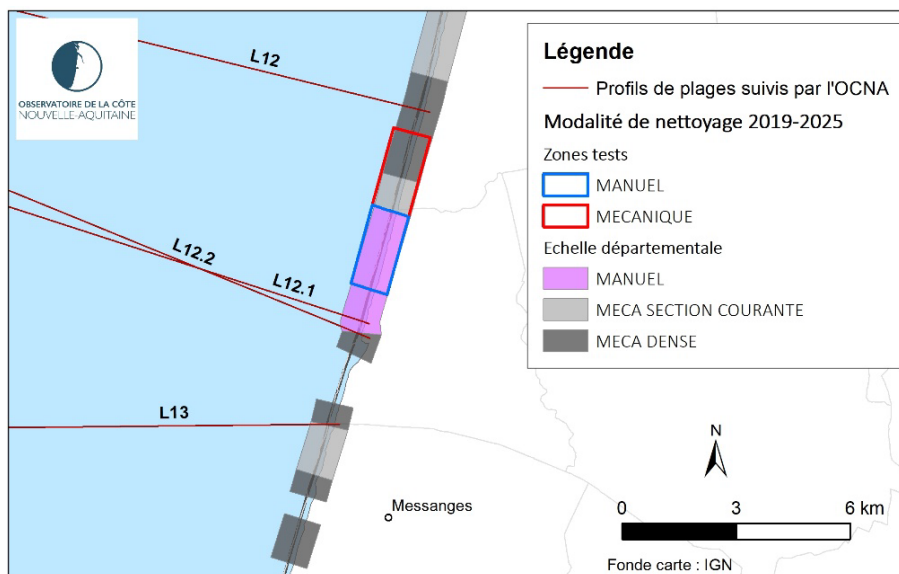 OBSERVATOIRE DE LA CÔTE
NOUVELLE-AQUITAINE
L12
L12.2
L12.1
L13
Messanges
Légende
Profils de plages suivis par l'OCNA
Modalité de nettoyage 2019-2025
Zones tests
MANUEL
MECANIQUE
Echelle départementale
MANUEL
MECA SECTION COURANTE
MECA DENSE
N
0 3 6 km
Fonde carte : IGN